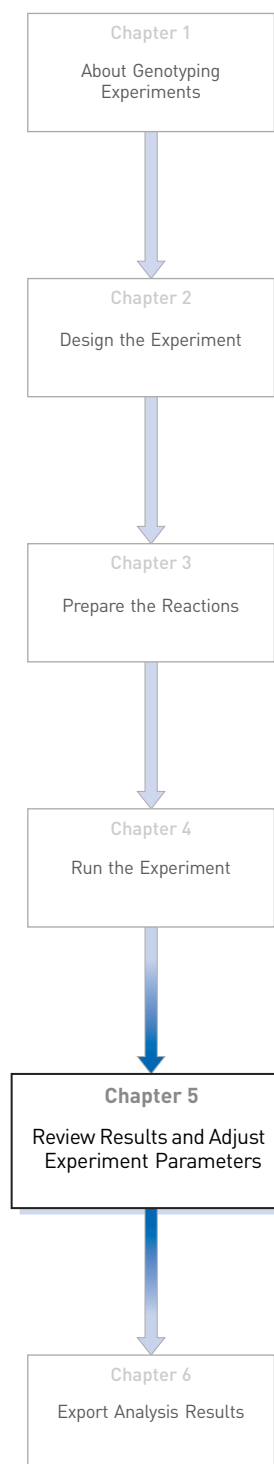 Chapter 1
About Genotyping
Experiments
Chapter 2
Design the Experiment
Chapter 3
Prepare the Reactions
Chapter 4
Run the Experiment
Chapter 5
Review Results and Adjust
Experiment Parameters
Chapter 6
Export Analysis Results